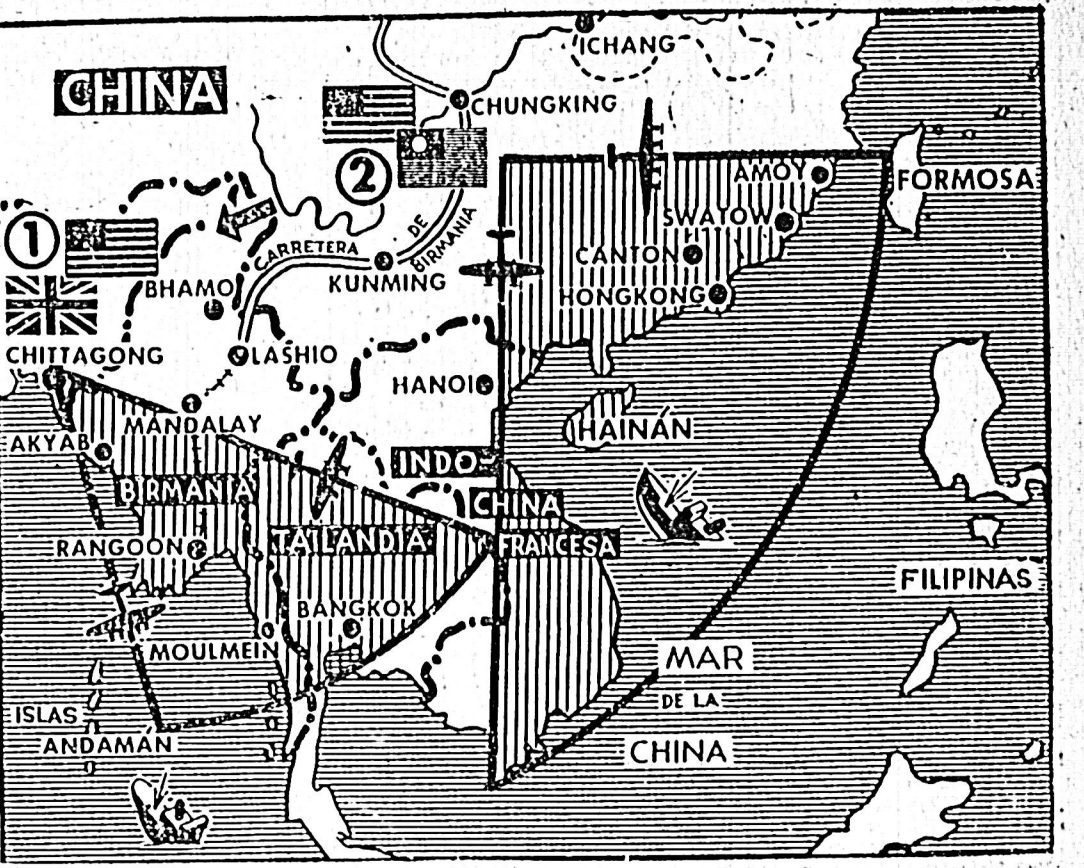 ICHANG
CHINA
CHUNGKING
2
AMOY
FORMOSA
SWATOW
1
CARRETERA
DE
BIRMANIA
CANTON
KUNMING
BHAMO
HONGKONG
CHITTAGONG
LASHIO
HANOI
MANDALAY
HAINÁN
AKYAB
INDO-
BIRMANIA
CHINA
TAILANDIA
FRANCESA
RANGOON
FILIPINAS
BANGKOK
MOULMEIN
MAR
DE LA
CHINA
ISLAS
ANDAMÁN